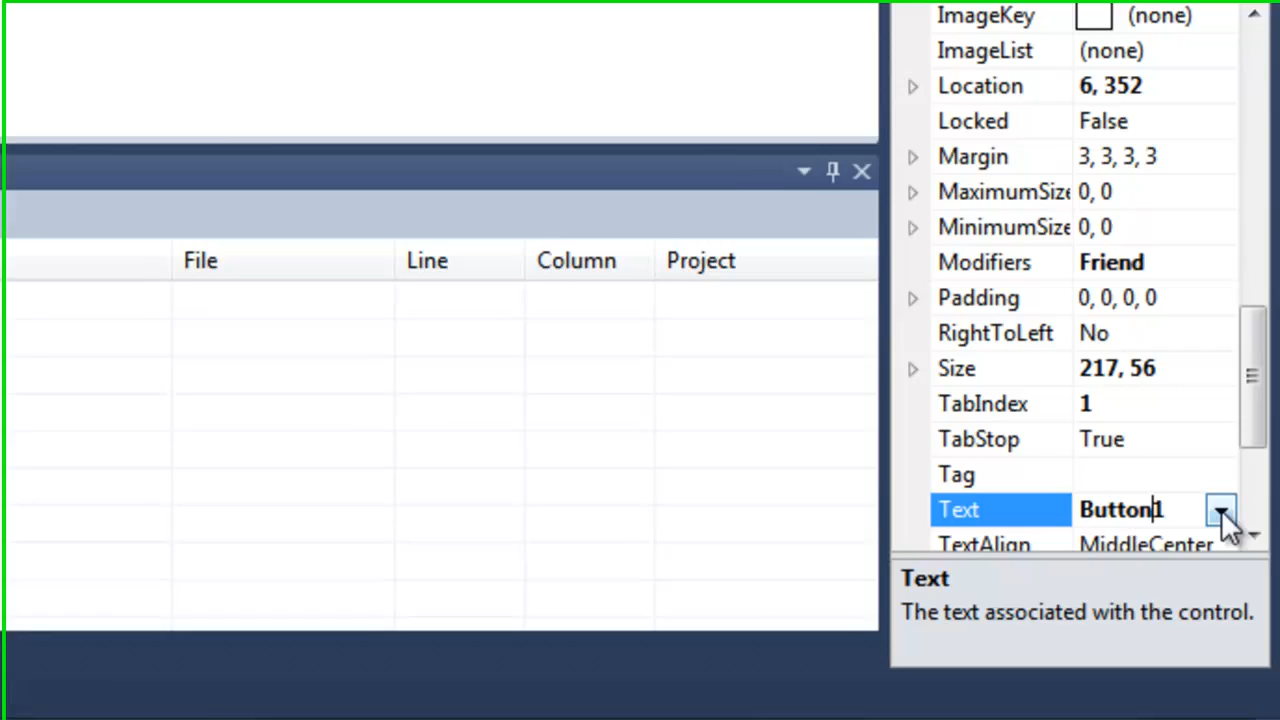 ImageKey (none)
ImageList (none)
Location 6, 352
Locked False
Margin 3, 3, 3, 3
MaximumSize 0, 0
MinimumSize 0, 0
Modifiers Friend
Padding 0, 0, 0, 0
RightToLeft No
Size 217, 56
TabIndex 1
TabStop True
Tag
Text Button1
TextAlign MiddleCenter
File Line Column Project
Text
The text associated with the control.